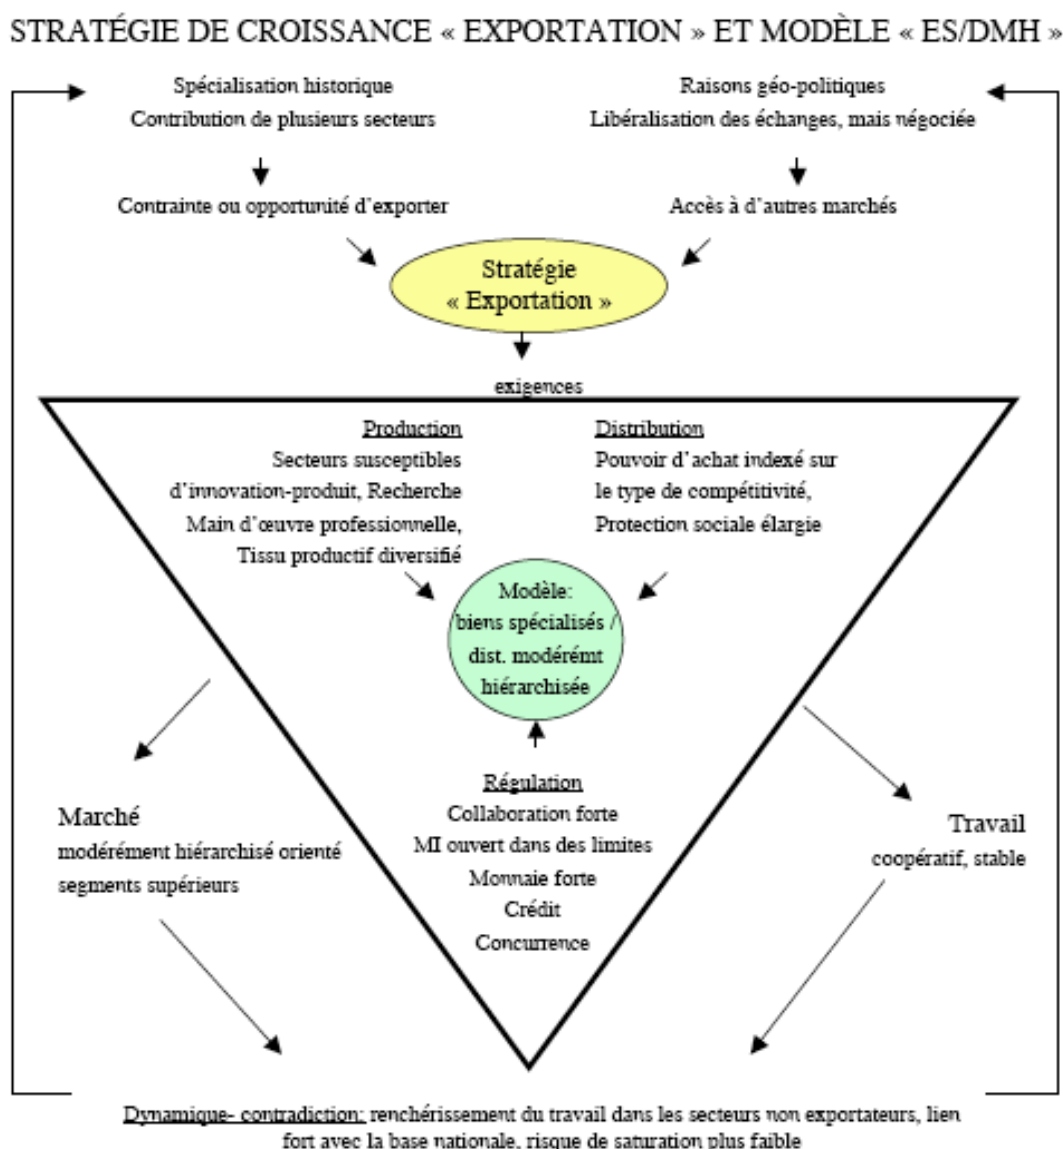 STRATÉGIE DE CROISSANCE « EXPORTATION » ET MODÈLE « ES/DMH »
Spécialisation historique
Contribution de plusieurs secteurs
Raisons géo-politiques
Libéralisation des échanges, mais négociée
Contrainte ou opportunité d'exporter
Accès à d'autres marchés
Stratégie
« Exportation »
exigences
Production
Secteurs susceptibles
d'innovation-produit, Recherche
Main d'œuvre professionnelle,
Tissu productif diversifié
Distribution
Pouvoir d'achat indexé sur
le type de compétitivité,
Protection sociale élargie
Modèle:
biens spécialisés /
dist. modérémt
hiérarchisée
Régulation
Collaboration forte
MI ouvert dans des limites
Monnaie forte
Crédit
Concurrence
Marché
modérément hiérarchisé orienté
segments supérieurs
Travail
coopératif, stable
Dynamique- contradiction: renchérissement du travail dans les secteurs non exportateurs, lien
fort avec la base nationale, risque de saturation plus faible